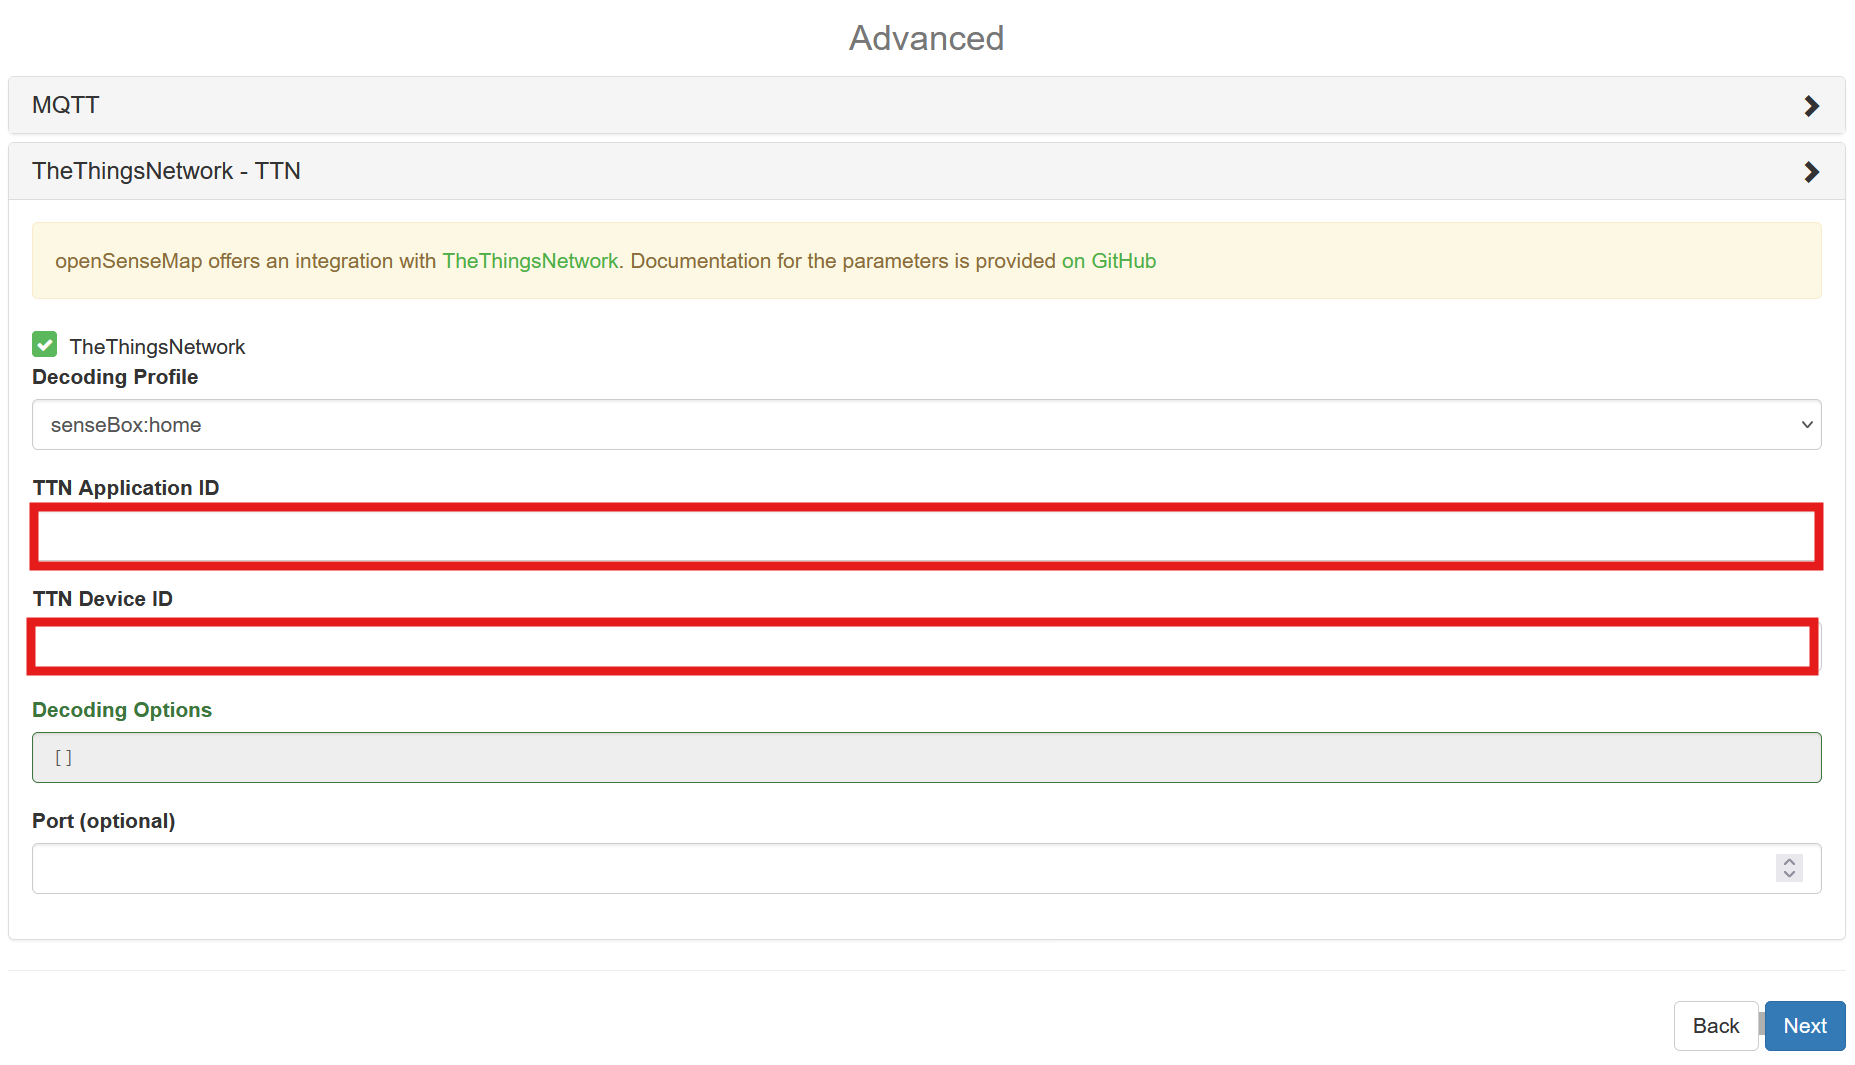 Advanced
MQTT
TheThingsNetwork - TTN
openSenseMap offers an integration with TheThingsNetwork. Documentation for the parameters is provided on GitHub
TheThingsNetwork
Decoding Profile
senseBox:home
TTN Application ID
TTN Device ID
Decoding Options
[]
Port (optional)
Back
Next